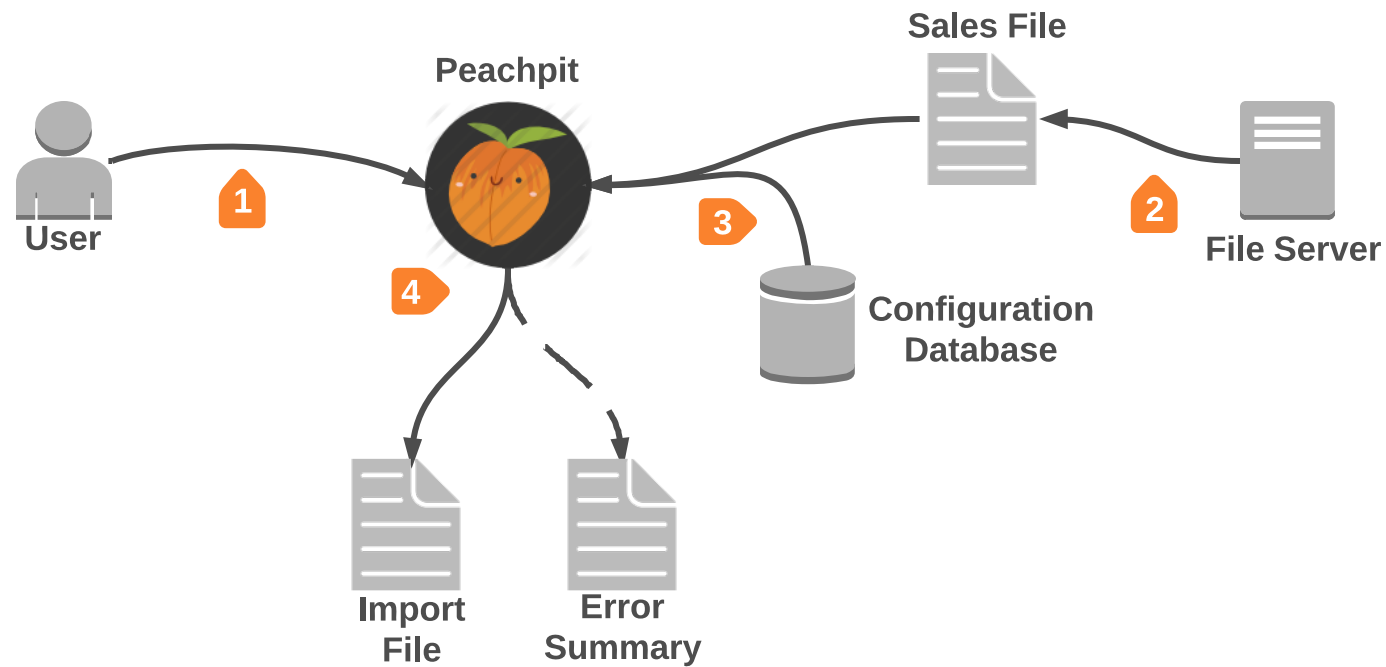 Sales File
Peachpit
1
2
3
User
File Server
4
Configuration
Database
Import
File
Error
Summary